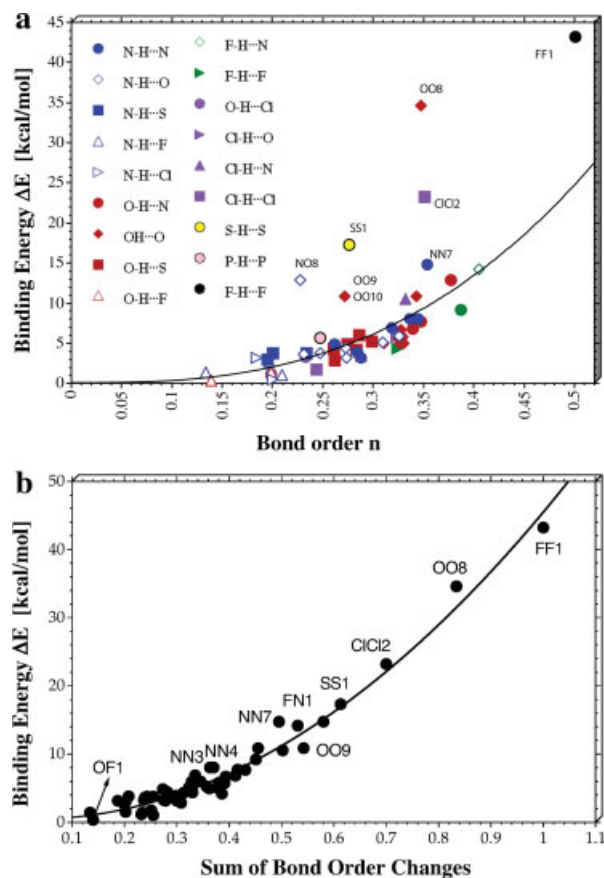 a
Binding Energy ΔE [kcal/mol]
45
40
35
30
25
20
15
10
5
0
N-H···N
N-H···O
N-H···S
N-H···F
N-H···Cl
O-H···N
OH···O
O-H···S
O-H···F
F-H···N
F-H···F
O-H···Cl
Cl-H···O
Cl-H···N
Cl-H···Cl
S-H···S
P-H···P
F-H···F
FF1
OO8
ClCl2
SS1
NN7
NO8
OO9
OO10
0
0.05
0.1
0.15
0.2
0.25
0.3
0.35
0.4
0.45
0.5
Bond order n
b
Binding Energy ΔE [kcal/mol]
50
40
30
20
10
0
FF1
OO8
ClCl2
SS1
FN1
NN7
OO9
NN3
NN4
OF1
0.1 0.2 0.3 0.4 0.5 0.6 0.7 0.8 0.9 1 1.1
Sum of Bond Order Changes